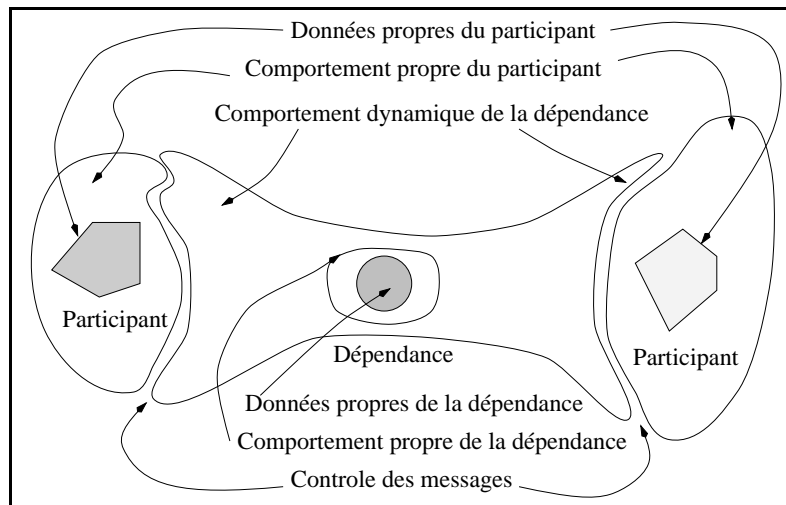 Données propres du participant
Comportement propre du participant
Comportement dynamique de la dépendance
Participant
Dépendance
Participant
Données propres de la dépendance
Comportement propre de la dépendance
Controle des messages